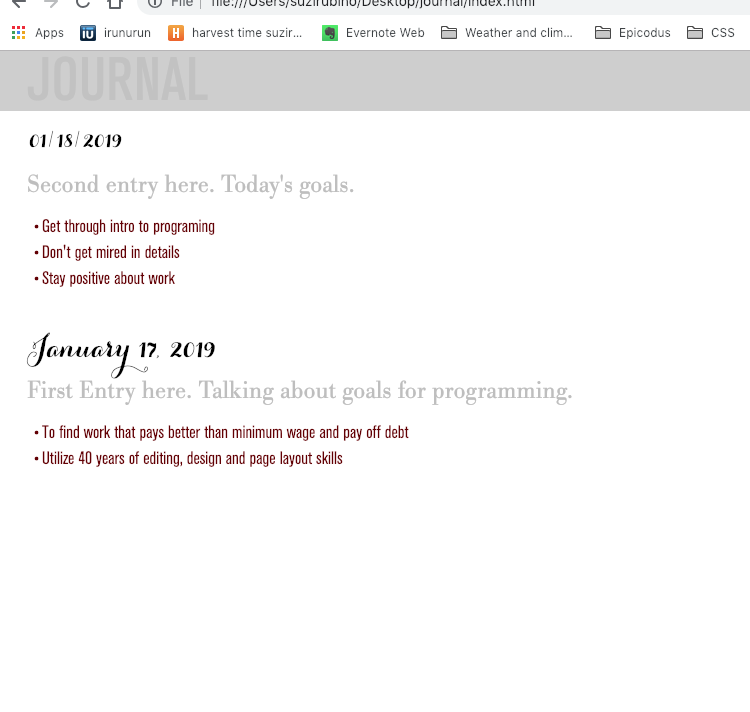 File | file:///Users/suzirubino/Desktop/journal/index.html
Apps irunurun harvest time suzir... Evernote Web Weather and clim... Epicodus CSS
JOURNAL
01/18/2019
Second entry here. Today's goals.
• Get through intro to programing
• Don't get mired in details
• Stay positive about work
January 17, 2019
First Entry here. Talking about goals for programming.
• To find work that pays better than minimum wage and pay off debt
• Utilize 40 years of editing, design and page layout skills